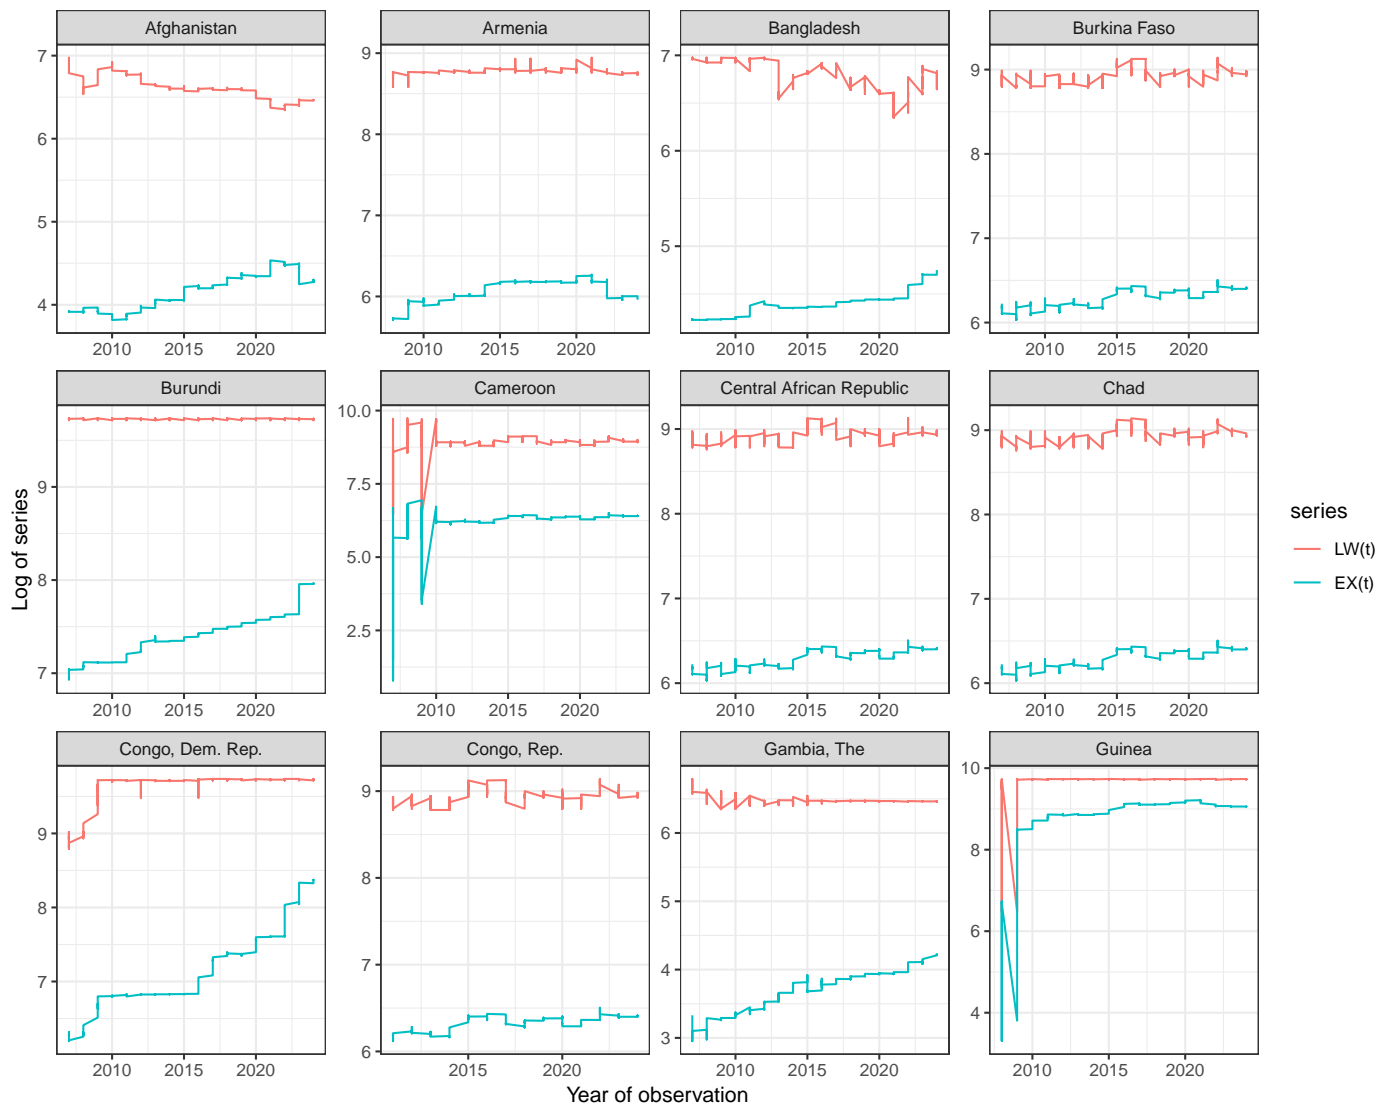 Afghanistan
Armenia
Bangladesh
Burkina Faso
7
6
5
4
2010 2015 2020
9
8
7
6
2010 2015 2020
7
6
5
2010 2015 2020
9
8
7
6
2010 2015 2020
Burundi
Cameroon
Central African Republic
Chad
9
8
7
2010 2015 2020
10.0
7.5
5.0
2.5
2010 2015 2020
9
8
7
6
2010 2015 2020
9
8
7
6
2010 2015 2020
Congo, Dem. Rep.
Congo, Rep.
Gambia, The
Guinea
9
8
7
2010 2015 2020
9
8
7
6
2015 2020
6
5
4
3
2010 2015 2020
10
8
6
4
2010 2015 2020
Log of series
Year of observation
series
LW(t)
EX(t)